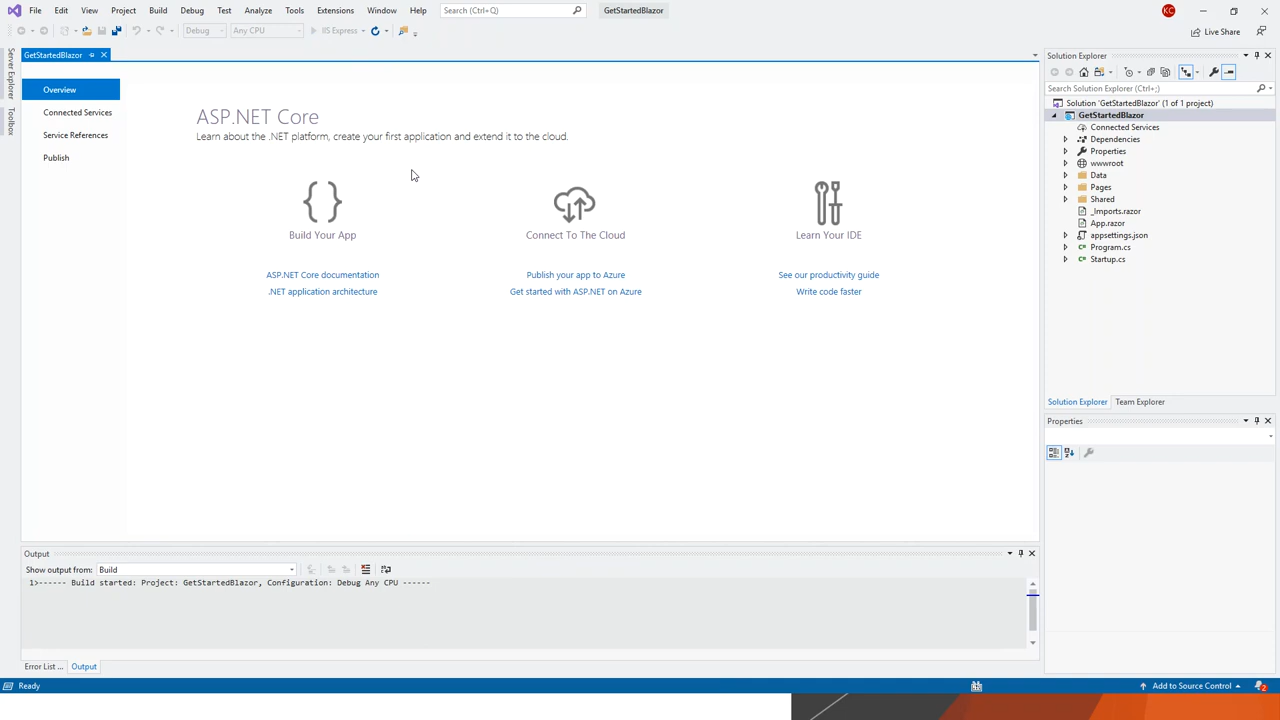 File Edit View Project Build Debug Test Analyze Tools Extensions Window Help Search (Ctrl+Q) GetStartedBlazor KC
Debug Any CPU IIS Express Live Share
Server Explorer
Toolbox
GetStartedBlazor
Overview
Connected Services
Service References
Publish
ASP.NET Core
Learn about the .NET platform, create your first application and extend it to the cloud.
Build Your App
ASP.NET Core documentation
.NET application architecture
Connect To The Cloud
Publish your app to Azure
Get started with ASP.NET on Azure
Learn Your IDE
See our productivity guide
Write code faster
Solution Explorer
Search Solution Explorer (Ctrl+;)
Solution 'GetStartedBlazor' (1 of 1 project)
GetStartedBlazor
Connected Services
Dependencies
Properties
wwwroot
Data
Pages
Shared
_Imports.razor
App.razor
appsettings.json
Program.cs
Startup.cs
Solution Explorer Team Explorer
Properties
Output
Show output from: Build
1>------ Build started: Project: GetStartedBlazor, Configuration: Debug Any CPU ------
Error List ... Output
Ready Add to Source Control 2